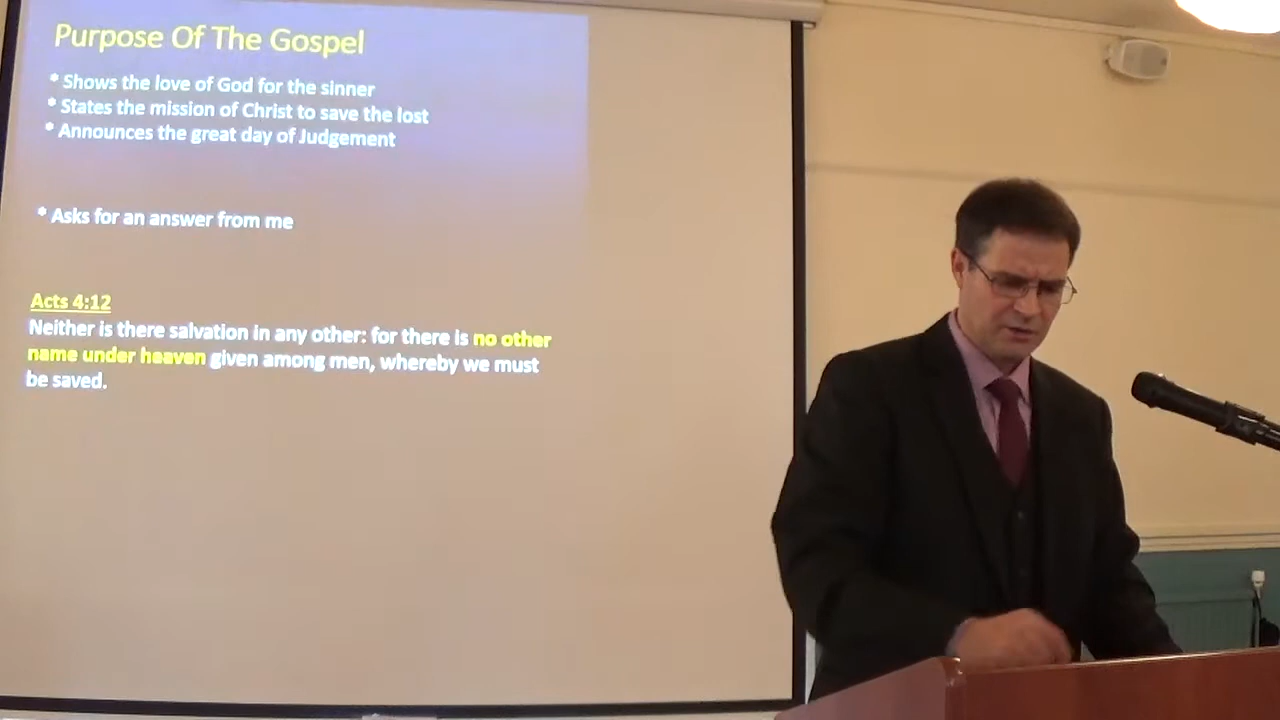 Purpose Of The Gospel
* Shows the love of God for the sinner
* States the mission of Christ to save the lost
* Announces the great day of Judgement
* Asks for an answer from me
Acts 4:12
Neither is there salvation in any other: for there is no other
name under heaven given among men, whereby we must
be saved.